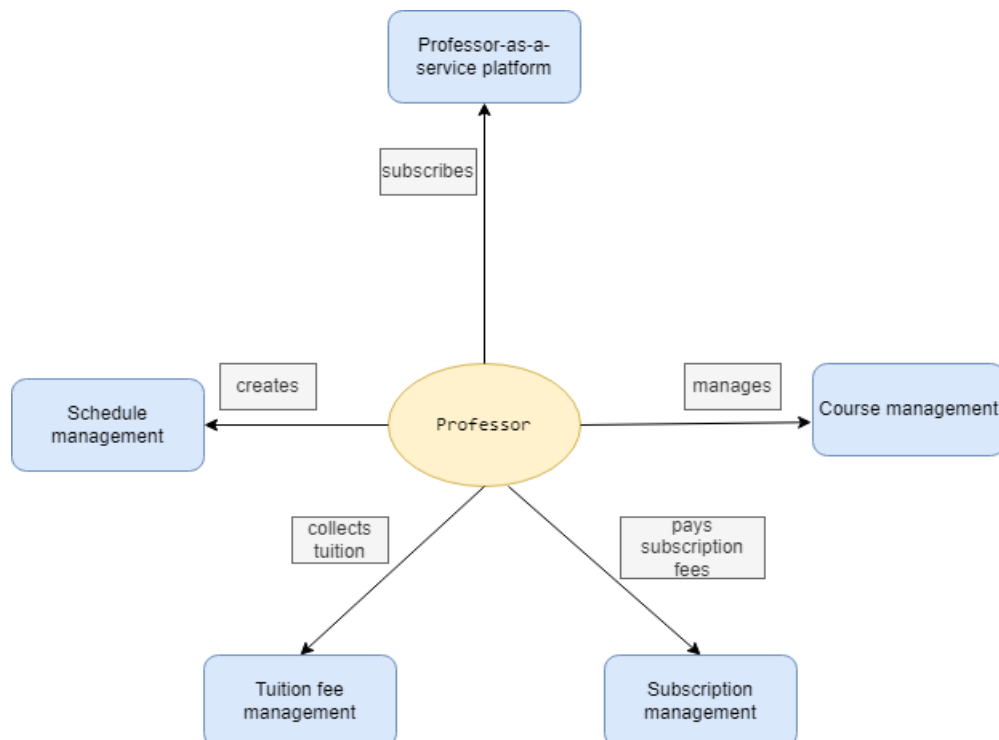 Professor-as-a-
service platform
subscribes
creates
manages
Schedule
management
Professor
Course management
collects
tuition
pays
subscription
fees
Tuition fee
management
Subscription
management